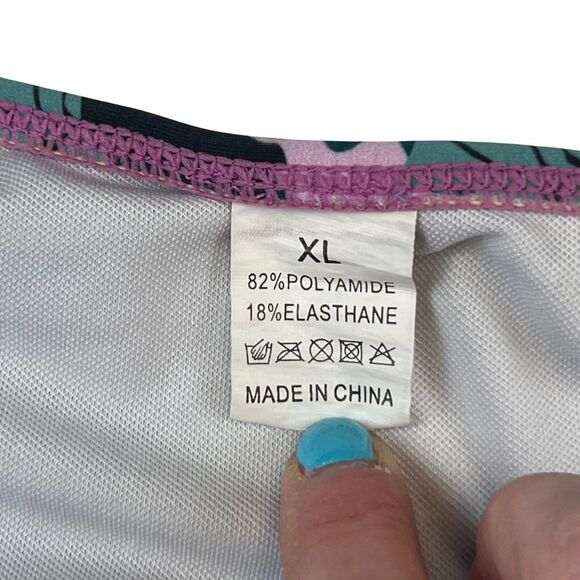 XL
82%POLYAMIDE
18%ELASTHANE
MADE IN CHINA